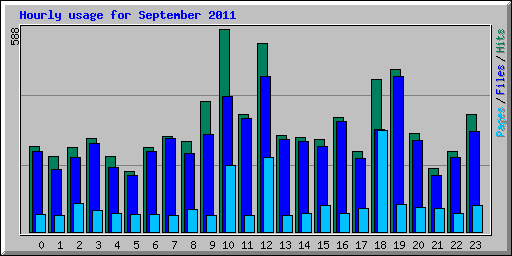 Hourly usage for September 2011
588
Pages/Files/Hits
0 1 2 3 4 5 6 7 8 9 10 11 12 13 14 15 16 17 18 19 20 21 22 23